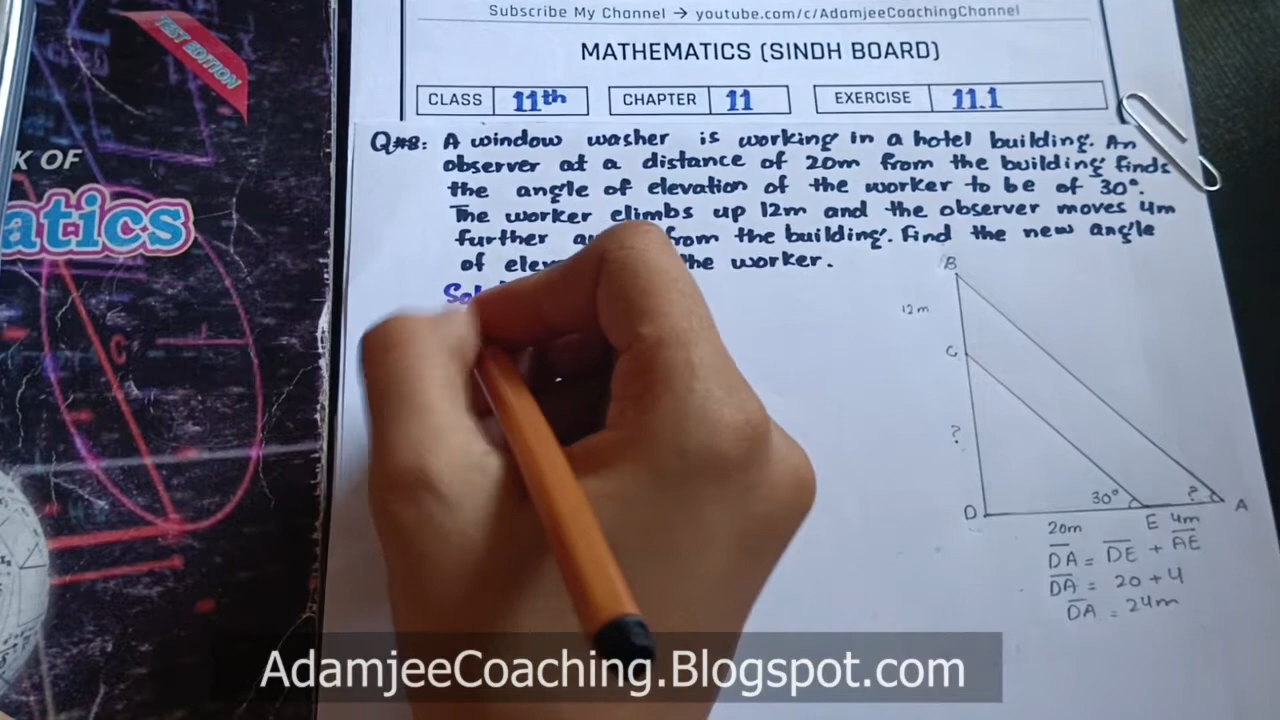 Subscribe My Channel → youtube.com/c/AdamjeeCoachingChannel
MATHEMATICS (SINDH BOARD)
CLASS 11th CHAPTER 11 EXERCISE 11.1
TEST EDITION
K OF
atics
Q#8: A window washer is working in a hotel building. An
observer at a distance of 20m from the building finds
the angle of elevation of the worker to be of 30°.
The worker climbs up 12m and the observer moves 4m
further from the building. Find the new angle
of the worker.
B
12m
C
?
D 30° ? A
20m E 4m
DA = DE + AE
DA = 20 + 4
DA = 24m
AdamjeeCoaching.Blogspot.com